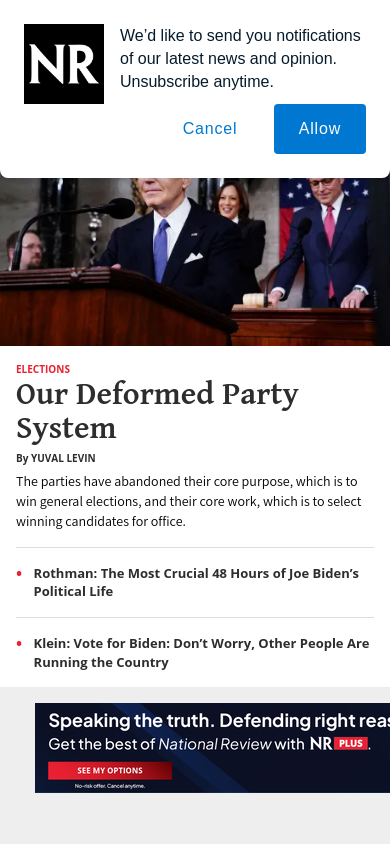 NR
We’d like to send you notifications
of our latest news and opinion.
Unsubscribe anytime.
Cancel
Allow
ELECTIONS
Our Deformed Party
System
By YUVAL LEVIN
The parties have abandoned their core purpose, which is to
win general elections, and their core work, which is to select
winning candidates for office.
• Rothman: The Most Crucial 48 Hours of Joe Biden’s
Political Life
• Klein: Vote for Biden: Don’t Worry, Other People Are
Running the Country
Speaking the truth. Defending right reas
Get the best of National Review with NR PLUS.
SEE MY OPTIONS
No-risk offer. Cancel anytime.